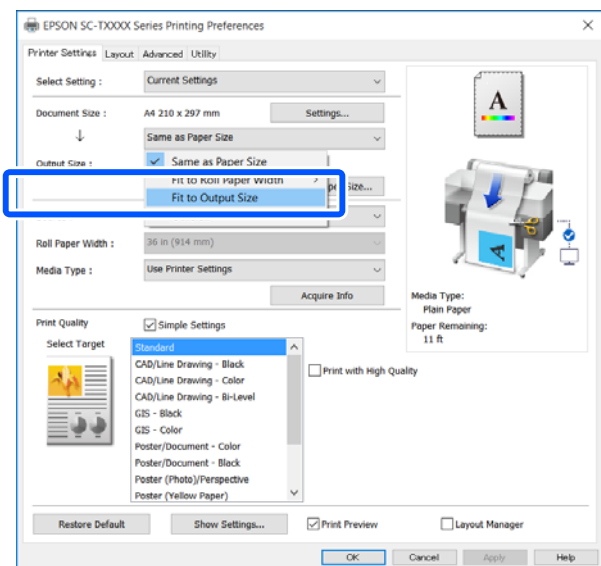 EPSON SC-TXXXX Series Printing Preferences
Printer Settings Layout Advanced Utility
Select Setting : Current Settings
Document Size : A4 210 x 297 mm Settings...
Same as Paper Size
Output Size : Same as Paper Size
Fit to Roll Paper Width
Size...
Fit to Output Size
Roll Paper Width : 36 in (914 mm)
Media Type : Use Printer Settings
Acquire Info
Print Quality Simple Settings
Select Target
Standard
CAD/Line Drawing - Black
CAD/Line Drawing - Color
CAD/Line Drawing - Bi-Level
GIS - Black
GIS - Color
Poster/Document - Color
Poster/Document - Black
Poster (Photo)/Perspective
Poster (Yellow Paper)
Print with High Quality
A
A
Media Type:
Plain Paper
Paper Remaining:
11 ft
Restore Default Show Settings... Print Preview Layout Manager
OK Cancel Apply Help